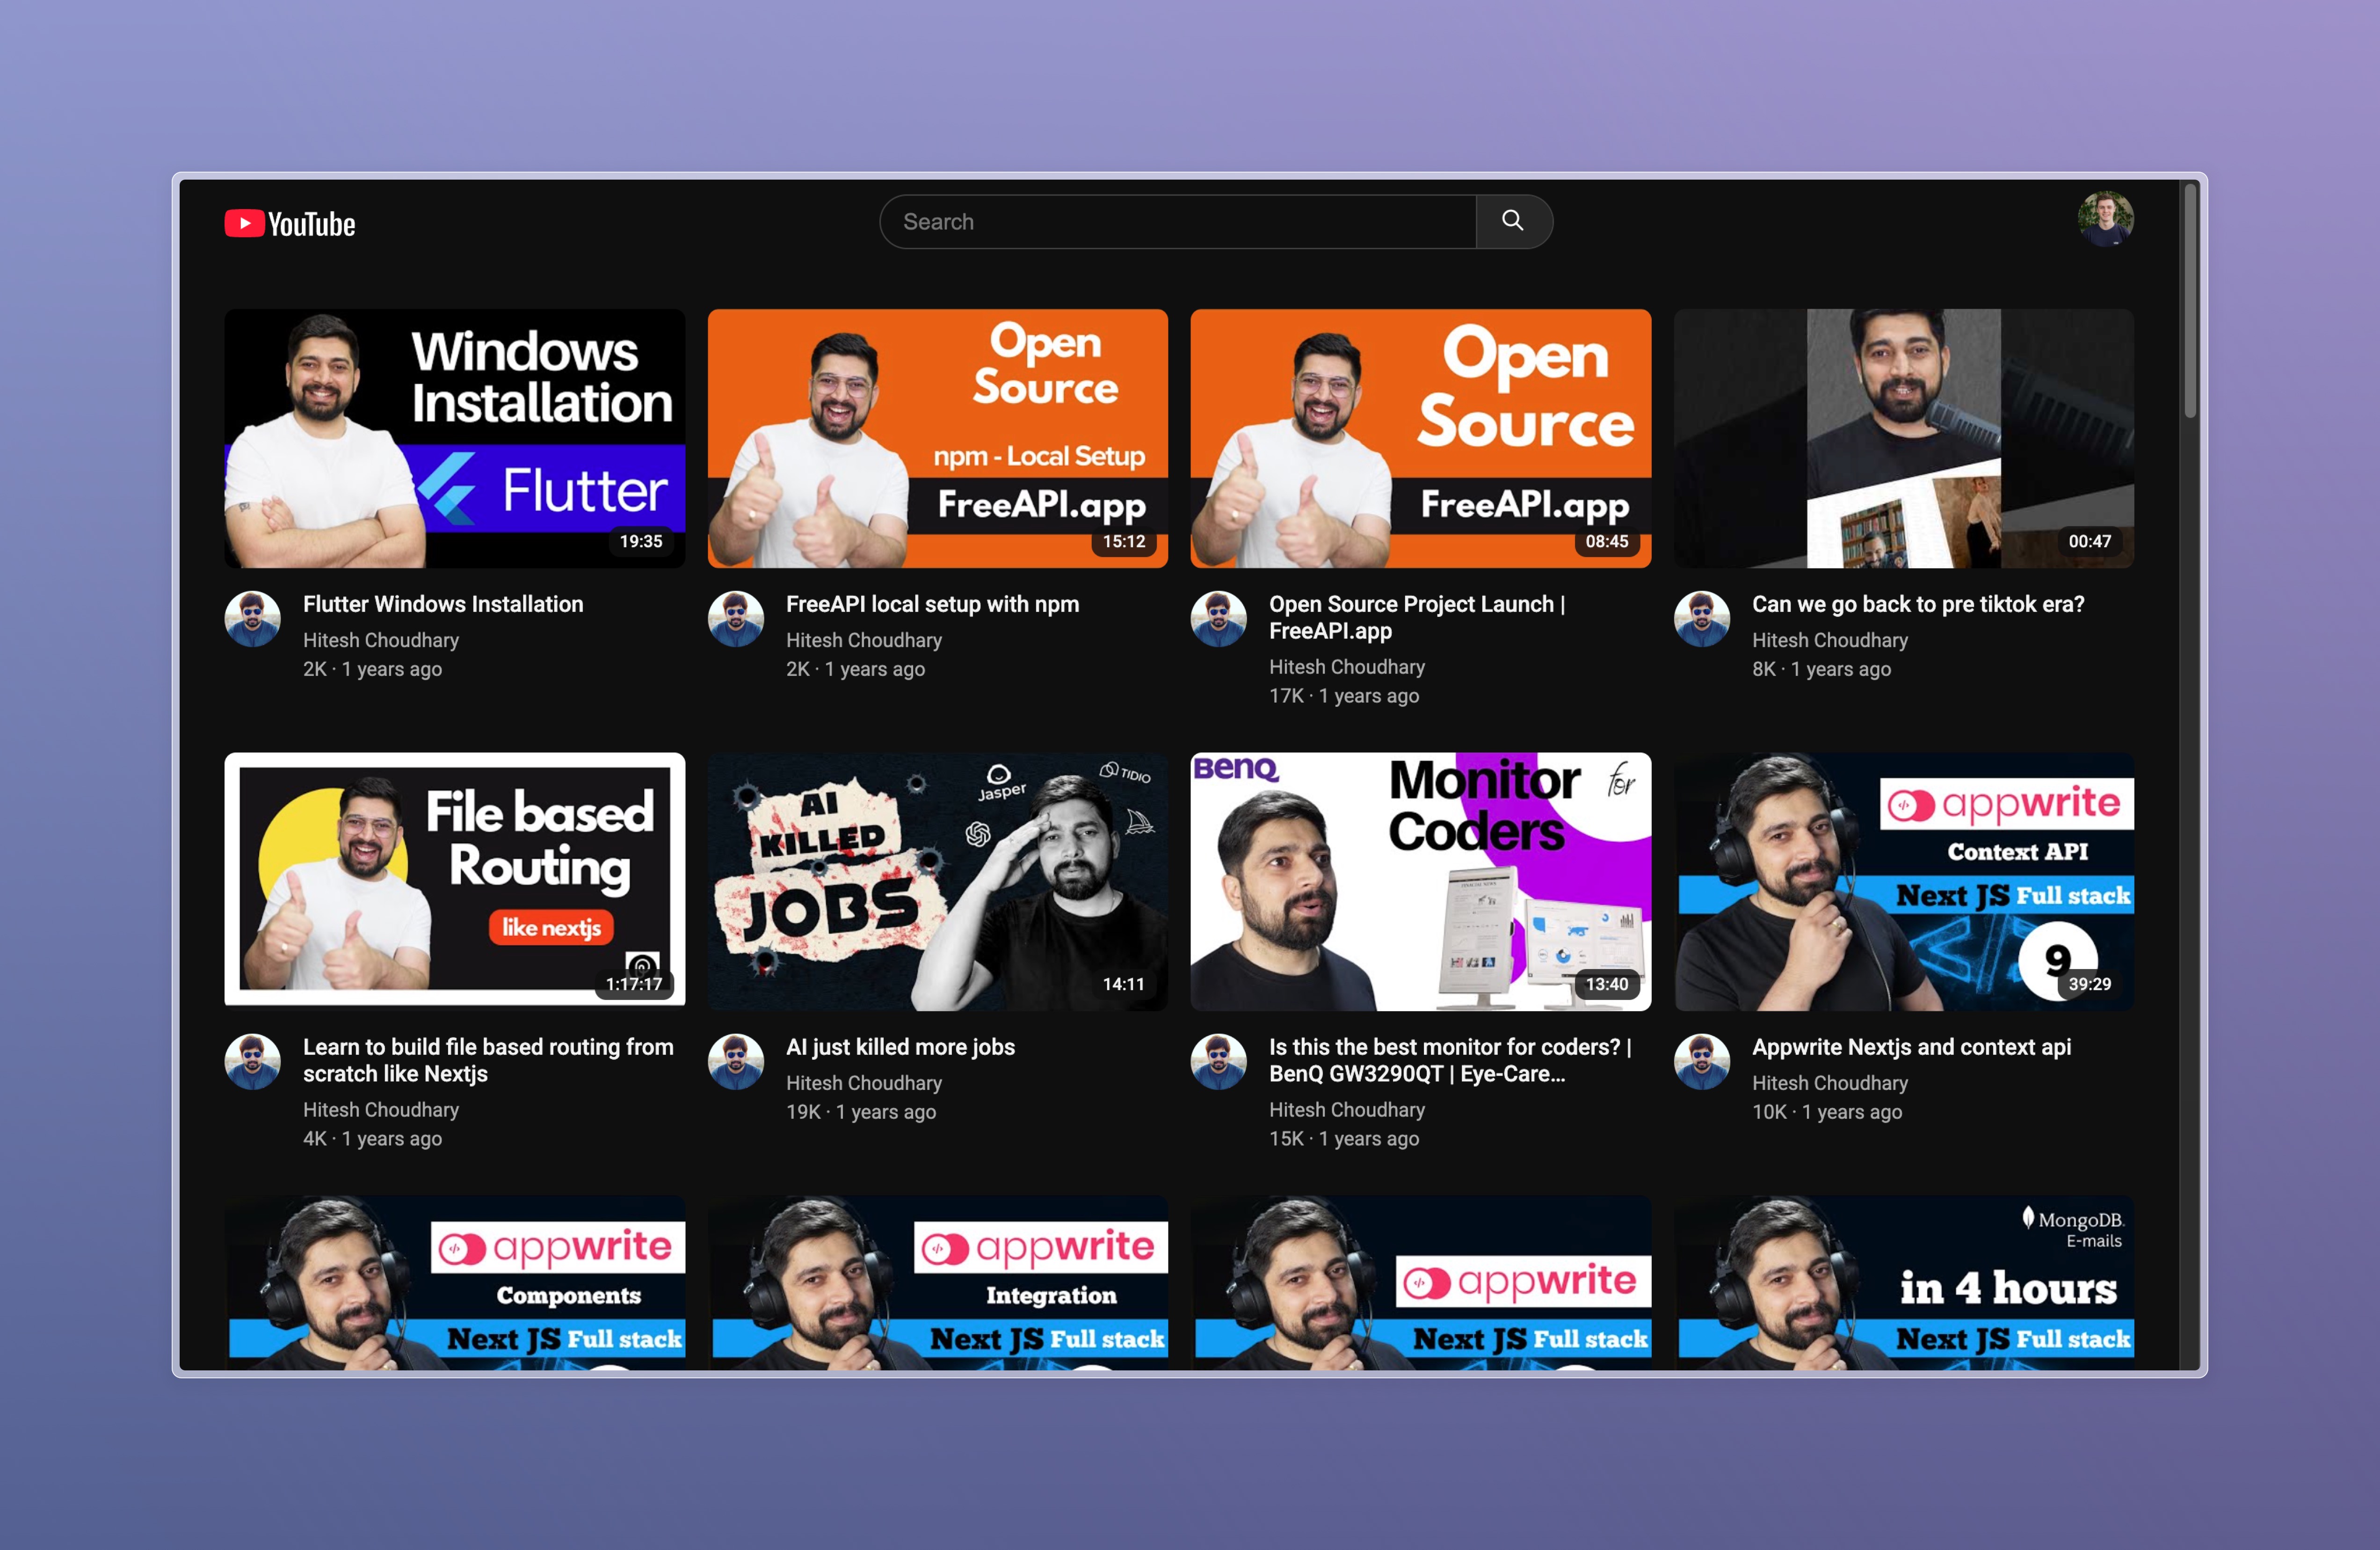 YouTube
Search
Windows
Installation
Flutter
19:35
Open
Source
npm - Local Setup
FreeAPI.app
15:12
Open
Source
FreeAPI.app
08:45
00:47
Flutter Windows Installation
Hitesh Choudhary
2K · 1 years ago
FreeAPI local setup with npm
Hitesh Choudhary
2K · 1 years ago
Open Source Project Launch |
FreeAPI.app
Hitesh Choudhary
17K · 1 years ago
Can we go back to pre tiktok era?
Hitesh Choudhary
8K · 1 years ago
File based
Routing
like nextjs
1:17:17
AI
KILLED
JOBS
Jasper
TIDIO
14:11
BenQ
Monitor for
Coders
13:40
appwrite
Context API
Next JS Full stack
9
39:29
Learn to build file based routing from
scratch like Nextjs
Hitesh Choudhary
4K · 1 years ago
AI just killed more jobs
Hitesh Choudhary
19K · 1 years ago
Is this the best monitor for coders? |
BenQ GW3290QT | Eye-Care...
Hitesh Choudhary
15K · 1 years ago
Appwrite Nextjs and context api
Hitesh Choudhary
10K · 1 years ago
appwrite
Components
Next JS Full stack
appwrite
Integration
Next JS Full stack
appwrite
Next JS Full stack
MongoDB.
E-mails
in 4 hours
Next JS Full stack